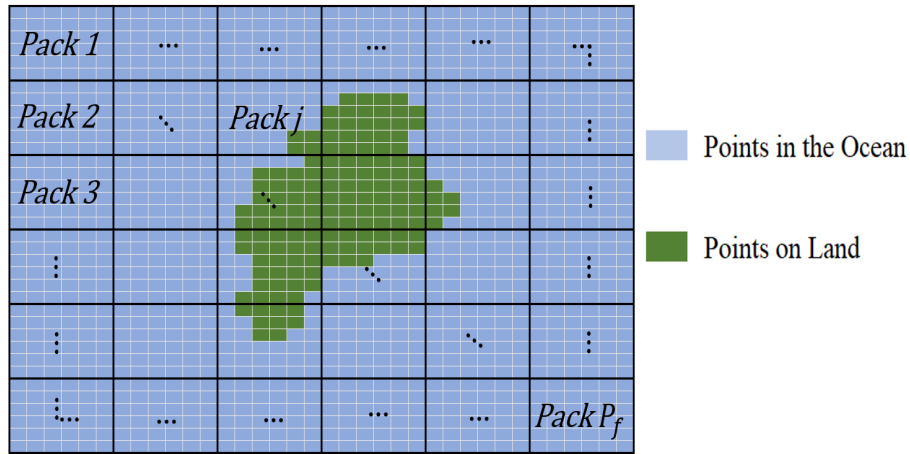 Pack 1
Pack 2
Pack j
Pack 3
Pack P_f
Points in the Ocean
Points on Land